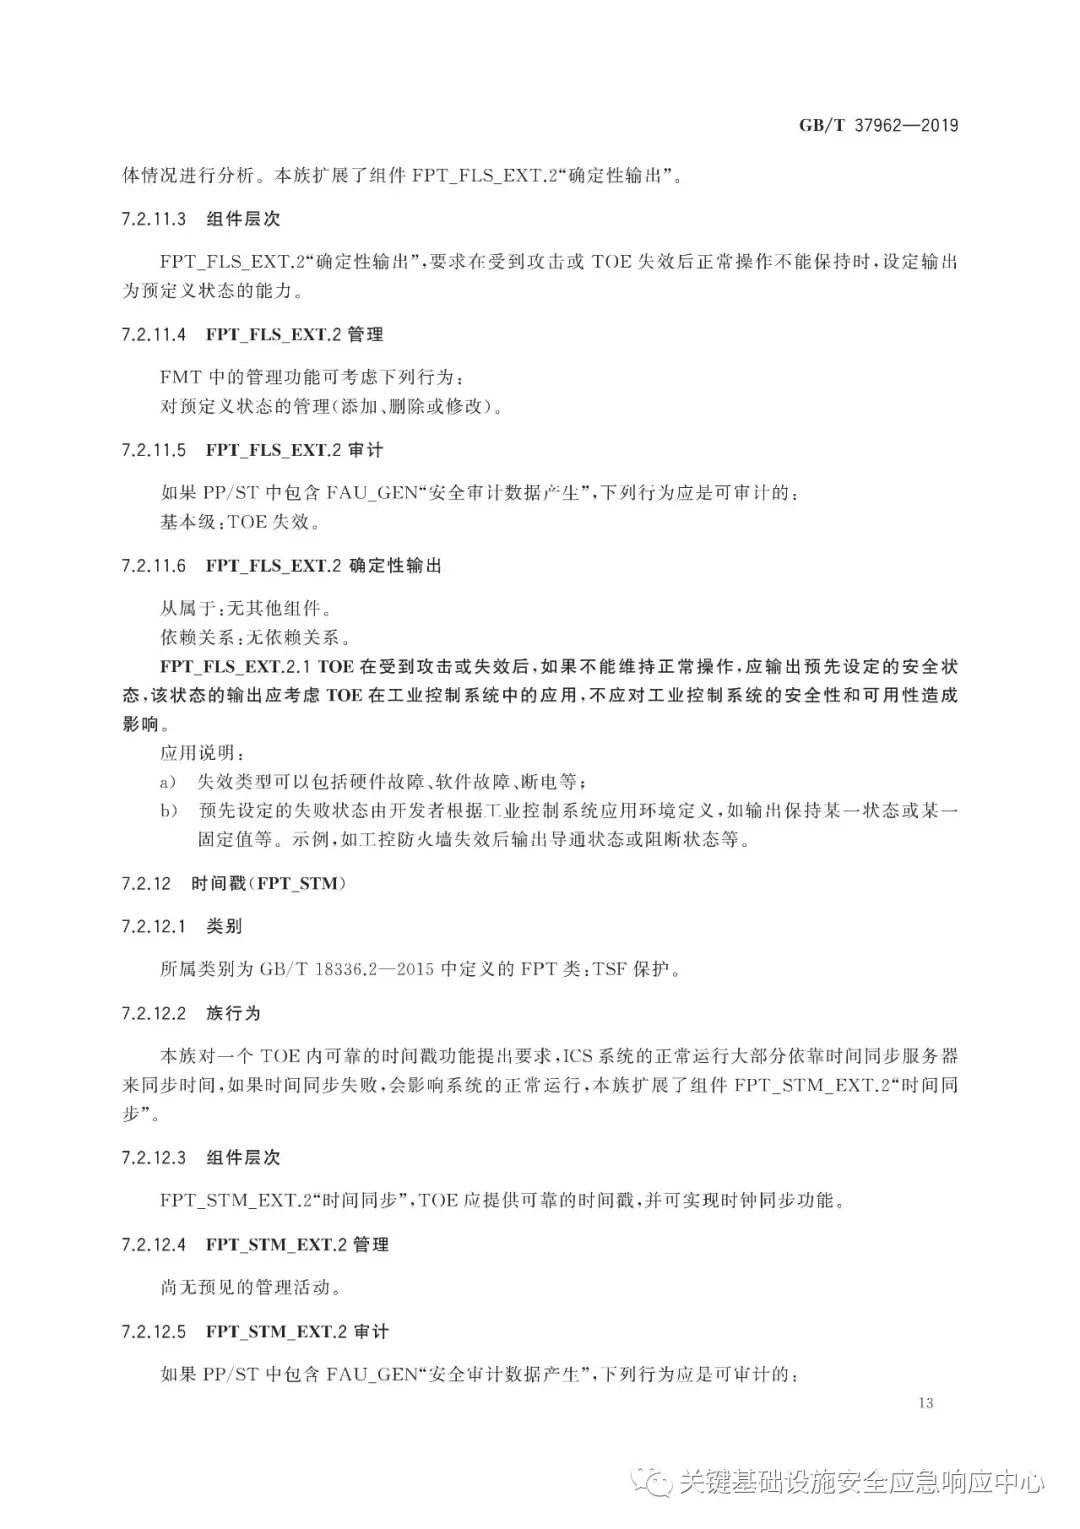 GB/T 37962—2019
体情况进行分析。本族扩展了组件 FPT_FLS_EXT.2“确定性输出”。
7.2.11.3 组件层次
FPT_FLS_EXT.2“确定性输出”,要求在受到攻击或 TOE 失效后正常操作不能保持时,设定输出
为预定义状态的能力。
7.2.11.4 FPT_FLS_EXT.2 管理
FMT 中的管理功能可考虑下列行为:
对预定义状态的管理(添加、删除或修改)。
7.2.11.5 FPT_FLS_EXT.2 审计
如果 PP/ST 中包含 FAU_GEN“安全审计数据产生”,下列行为应是可审计的:
基本级:TOE 失效。
7.2.11.6 FPT_FLS_EXT.2 确定性输出
从属于:无其他组件。
依赖关系:无依赖关系。
FPT_FLS_EXT.2.1 TOE 在受到攻击或失效后,如果不能维持正常操作,应输出预先设定的安全状
态,该状态的输出应考虑 TOE 在工业控制系统中的应用,不应对工业控制系统的安全性和可用性造成
影响。
应用说明:
a) 失效类型可以包括硬件故障、软件故障、断电等;
b) 预先设定的失败状态由开发者根据工业控制系统应用环境定义,如输出保持某一状态或某一
固定值等。示例,如工控防火墙失效后输出导通状态或阻断状态等。
7.2.12 时间戳(FPT_STM)
7.2.12.1 类别
所属类别为 GB/T 18336.2—2015 中定义的 FPT 类:TSF 保护。
7.2.12.2 族行为
本族对一个 TOE 内可靠的时间戳功能提出要求,ICS 系统的正常运行大部分依靠时间同步服务器
来同步时间,如果时间同步失败,会影响系统的正常运行,本族扩展了组件 FPT_STM_EXT.2“时间同
步”。
7.2.12.3 组件层次
FPT_STM_EXT.2“时间同步”,TOE 应提供可靠的时间戳,并可实现时钟同步功能。
7.2.12.4 FPT_STM_EXT.2 管理
尚无预见的管理活动。
7.2.12.5 FPT_STM_EXT.2 审计
如果 PP/ST 中包含 FAU_GEN“安全审计数据产生”,下列行为应是可审计的:
13
关键基础设施安全应急响应中心